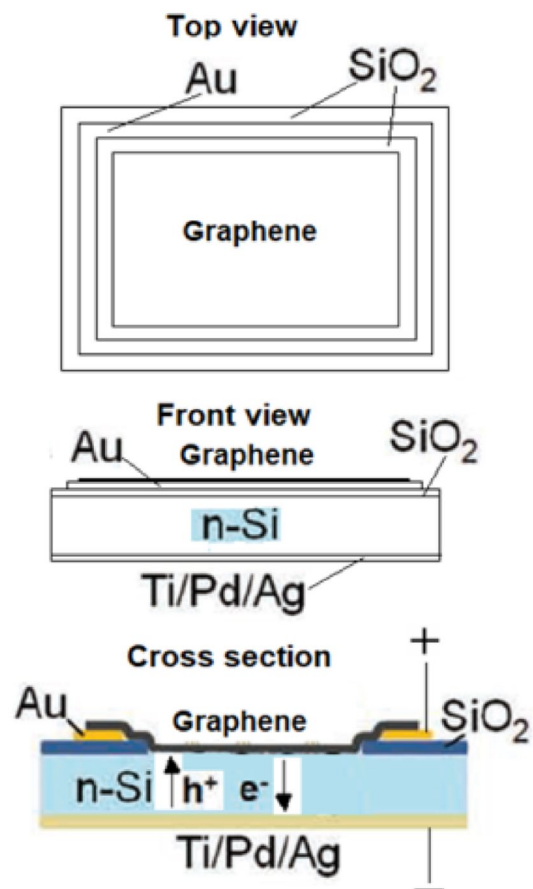 Top view
Au
SiO₂
Graphene
Front view
Au
Graphene
SiO₂
n-Si
Ti/Pd/Ag
Cross section
+
Au
Graphene
SiO₂
n-Si
h⁺
e⁻
Ti/Pd/Ag
−